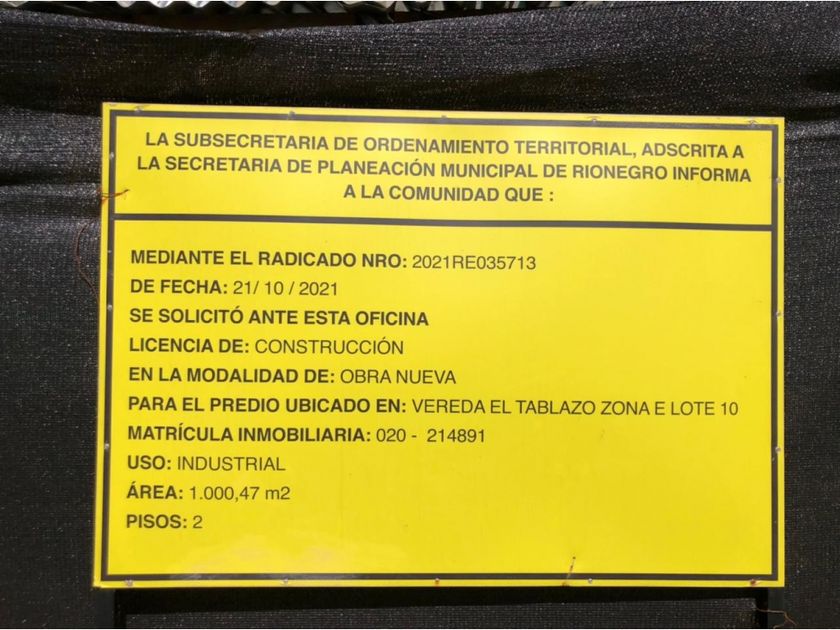 LA SUBSECRETARIA DE ORDENAMIENTO TERRITORIAL, ADSCRITA A
LA SECRETARIA DE PLANEACIÓN MUNICIPAL DE RIONEGRO INFORMA
A LA COMUNIDAD QUE :
MEDIANTE EL RADICADO NRO: 2021RE035713
DE FECHA: 21/ 10 / 2021
SE SOLICITÓ ANTE ESTA OFICINA
LICENCIA DE: CONSTRUCCIÓN
EN LA MODALIDAD DE: OBRA NUEVA
PARA EL PREDIO UBICADO EN: VEREDA EL TABLAZO ZONA E LOTE 10
MATRÍCULA INMOBILIARIA: 020 - 214891
USO: INDUSTRIAL
ÁREA: 1.000,47 m2
PISOS: 2